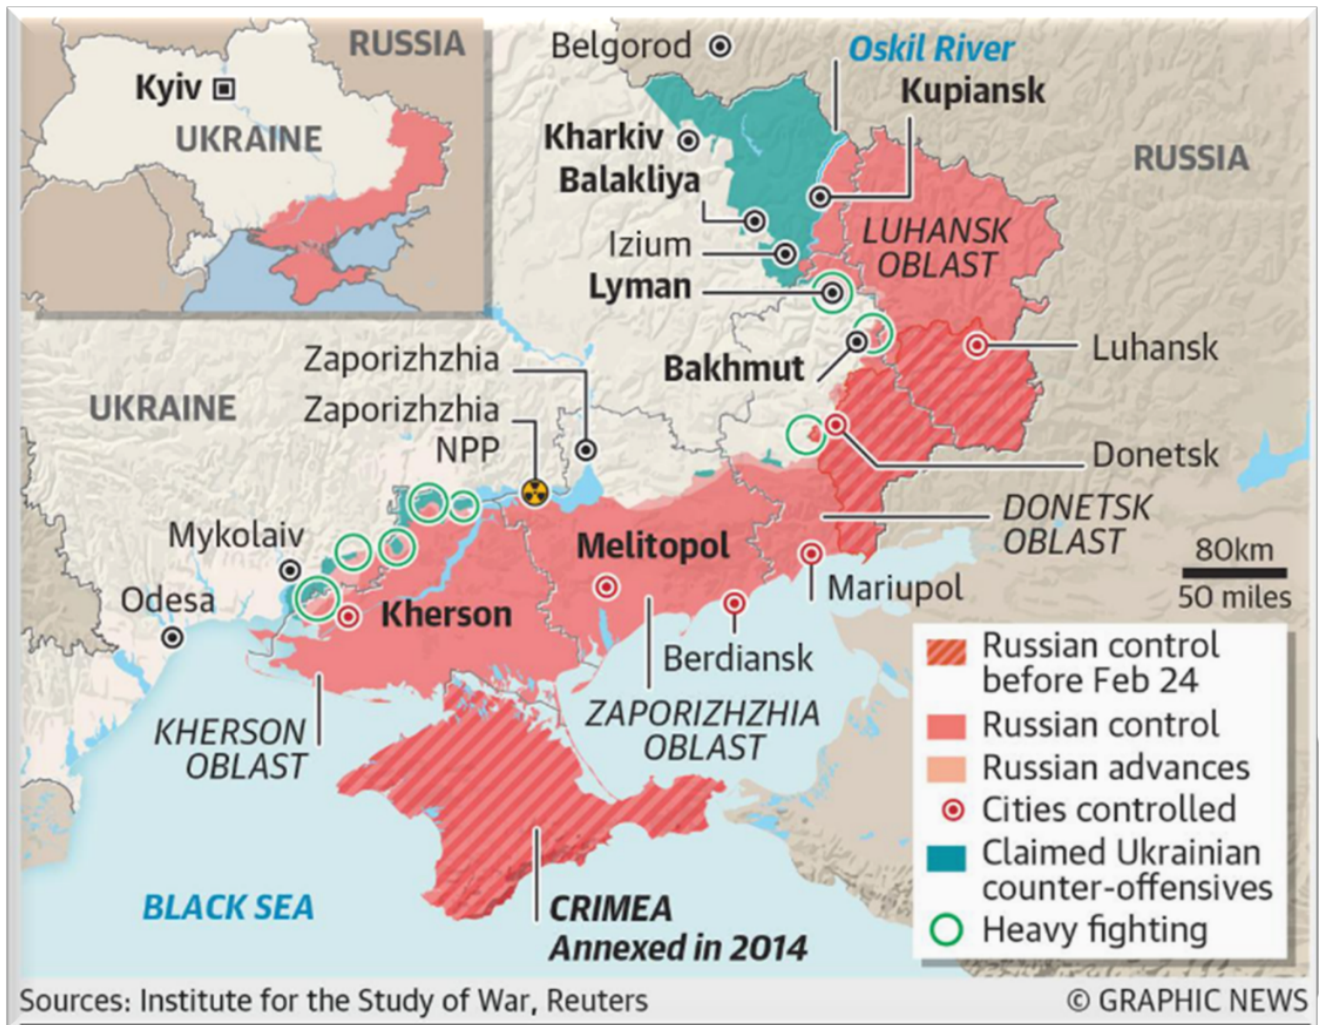 RUSSIA
Kyiv
UKRAINE
Belgorod
Oskil River
Kupiansk
Kharkiv
Balakliya
RUSSIA
LUHANSK
OBLAST
Izium
Lyman
Zaporizhzhia
Bakhmut
Luhansk
UKRAINE
Zaporizhzhia
NPP
Donetsk
DONETSK
OBLAST
Mykolaiv
Melitopol
80km
50 miles
Odesa
Kherson
Mariupol
Berdiansk
KHERSON
OBLAST
ZAPORIZHZHIA
OBLAST
BLACK SEA
CRIMEA
Annexed in 2014
Russian control
before Feb 24
Russian control
Russian advances
Cities controlled
Claimed Ukrainian
counter-offensives
Heavy fighting
Sources: Institute for the Study of War, Reuters
© GRAPHIC NEWS